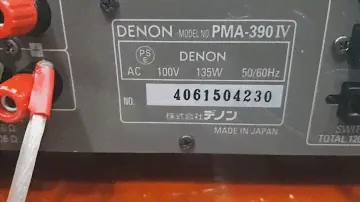 DENON MODEL NO PMA-390IV
PS
E
DENON
AC 100V 135W 50/60Hz
NO. 4061504230
株式会社デノン
MADE IN JAPAN